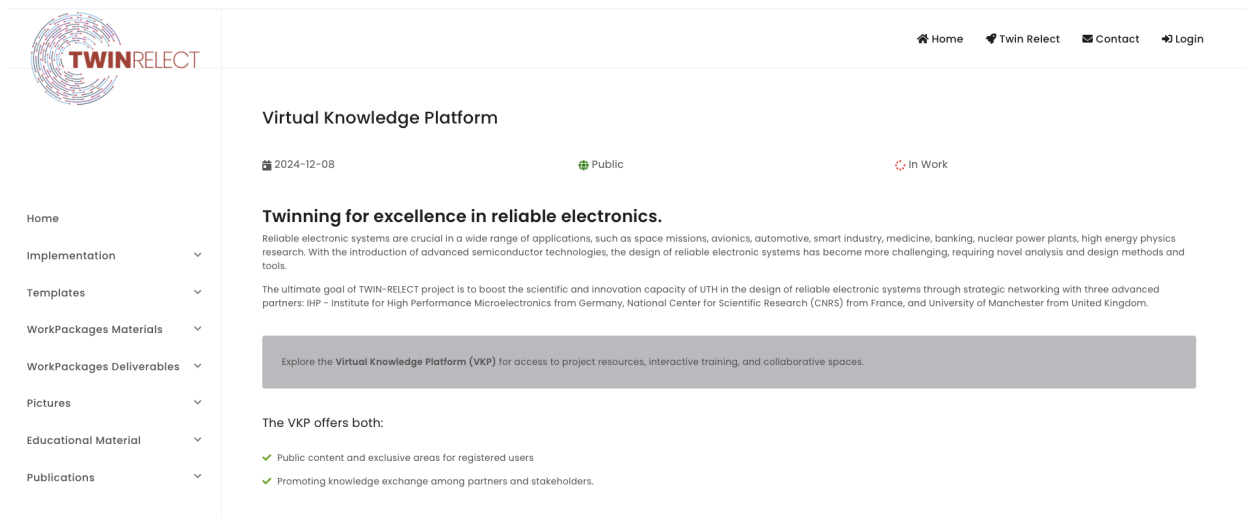 TWINRELECT
Home Twin Relect Contact Login
Virtual Knowledge Platform
2024-12-08 Public In Work
Home
Implementation
Templates
WorkPackages Materials
WorkPackages Deliverables
Pictures
Educational Material
Publications
Twinning for excellence in reliable electronics.
Reliable electronic systems are crucial in a wide range of applications, such as space missions, avionics, automotive, smart industry, medicine, banking, nuclear power plants, high energy physics
research. With the introduction of advanced semiconductor technologies, the design of reliable electronic systems has become more challenging, requiring novel analysis and design methods and
tools.
The ultimate goal of TWIN-RELECT project is to boost the scientific and innovation capacity of UTH in the design of reliable electronic systems through strategic networking with three advanced
partners: IHP - Institute for High Performance Microelectronics from Germany, National Center for Scientific Research (CNRS) from France, and University of Manchester from United Kingdom.
Explore the Virtual Knowledge Platform (VKP) for access to project resources, interactive training, and collaborative spaces.
The VKP offers both:
Public content and exclusive areas for registered users
Promoting knowledge exchange among partners and stakeholders.